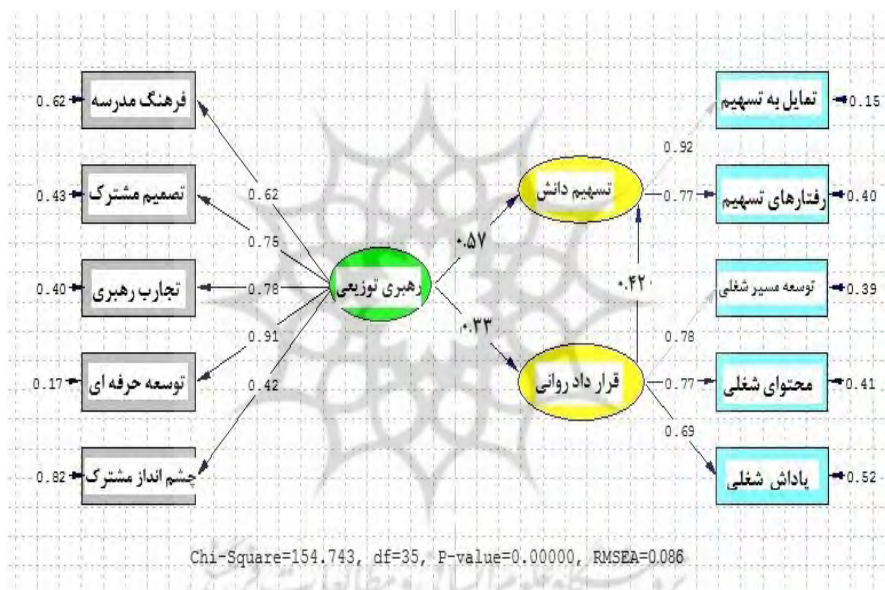 0.62
فرهنگ مدرسه
0.43
تصمیم مشترک
0.40
تجارب رهبری
0.17
توسعه حرفه ای
0.82
چشم انداز مشترک
0.62
0.75
0.78
0.91
0.42
رهبری توزیعی
۰.۵۷
۰.۳۳
تسهیم دانش
۰.۴۲
قرار داد روانی
0.92
0.77
0.78
0.77
0.69
تمایل به تسهیم
0.15
رفتارهای تسهیم
0.40
توسعه مسیر شغلی
0.39
محتوای شغلی
0.41
پاداش شغلی
0.52
Chi-Square=154.743, df=35, P-value=0.00000, RMSEA=0.086